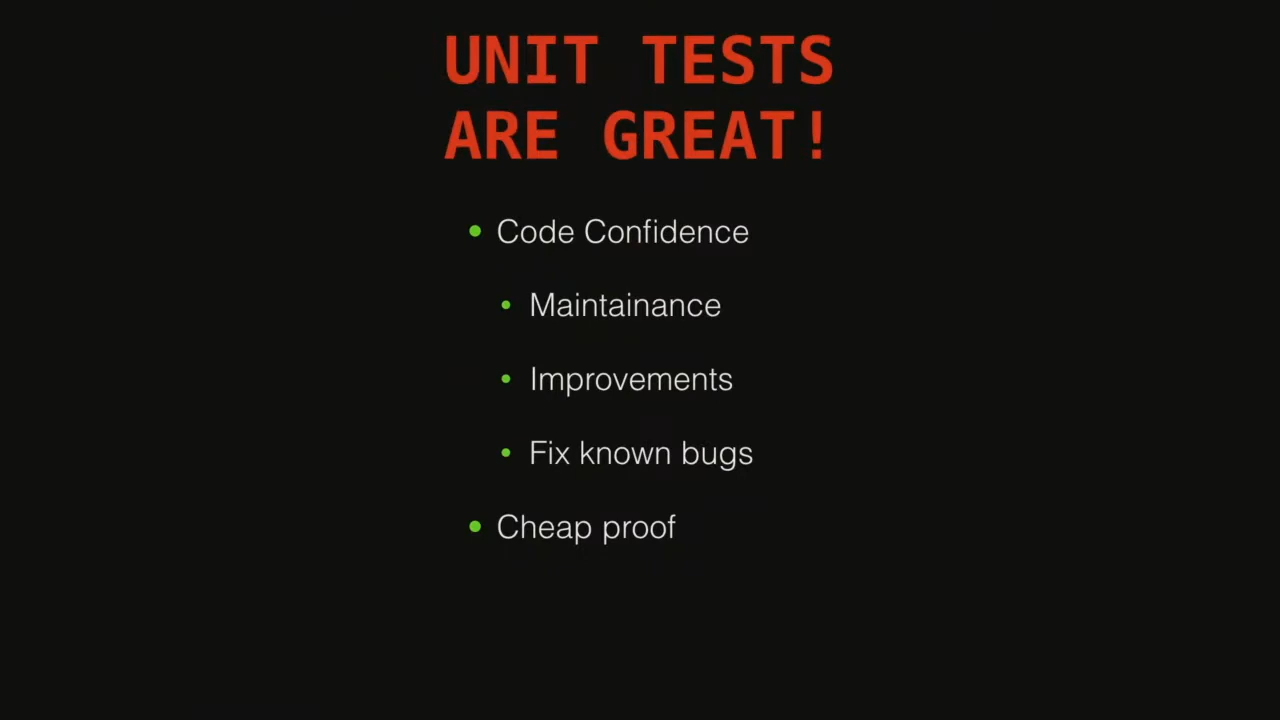 UNIT TESTS
ARE GREAT!
Code Confidence
Maintainance
Improvements
Fix known bugs
Cheap proof